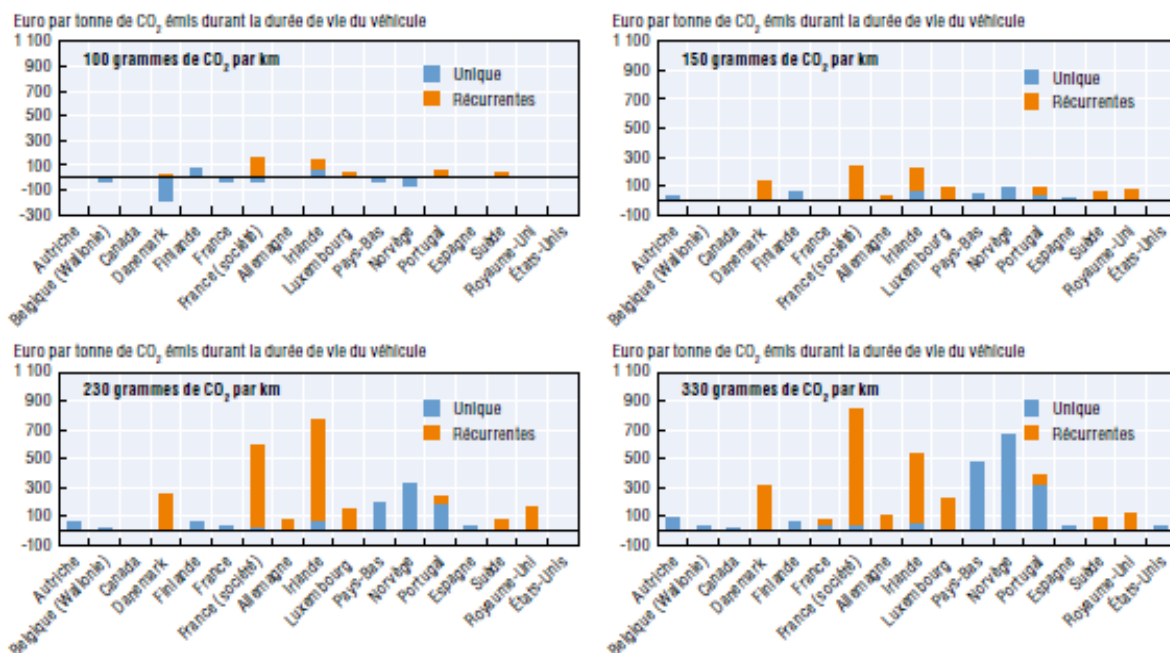 Euro par tonne de CO₂ émis durant la durée de vie du véhicule
1 100
100 grammes de CO₂ par km
900
Unique
700
Récurrentes
500
300
100
-100
-300
Autriche
Belgique (Wallonie)
Canada
Danemark
Finlande
France
France (société)
Allemagne
Irlande
Luxembourg
Pays-Bas
Norvège
Portugal
Espagne
Suède
Royaume-Uni
États-Unis
Euro par tonne de CO₂ émis durant la durée de vie du véhicule
1 100
150 grammes de CO₂ par km
900
Unique
700
Récurrentes
500
300
100
-100
Autriche
Belgique (Wallonie)
Canada
Danemark
Finlande
France
France (société)
Allemagne
Irlande
Luxembourg
Pays-Bas
Norvège
Portugal
Espagne
Suède
Royaume-Uni
États-Unis
Euro par tonne de CO₂ émis durant la durée de vie du véhicule
1 100
230 grammes de CO₂ par km
900
Unique
700
Récurrentes
500
300
100
-100
Autriche
Belgique (Wallonie)
Canada
Danemark
Finlande
France
France (société)
Allemagne
Irlande
Luxembourg
Pays-Bas
Norvège
Portugal
Espagne
Suède
Royaume-Uni
États-Unis
Euro par tonne de CO₂ émis durant la durée de vie du véhicule
1 100
330 grammes de CO₂ par km
900
Unique
700
Récurrentes
500
300
100
-100
Autriche
Belgique (Wallonie)
Canada
Danemark
Finlande
France
France (société)
Allemagne
Irlande
Luxembourg
Pays-Bas
Norvège
Portugal
Espagne
Suède
Royaume-Uni
États-Unis